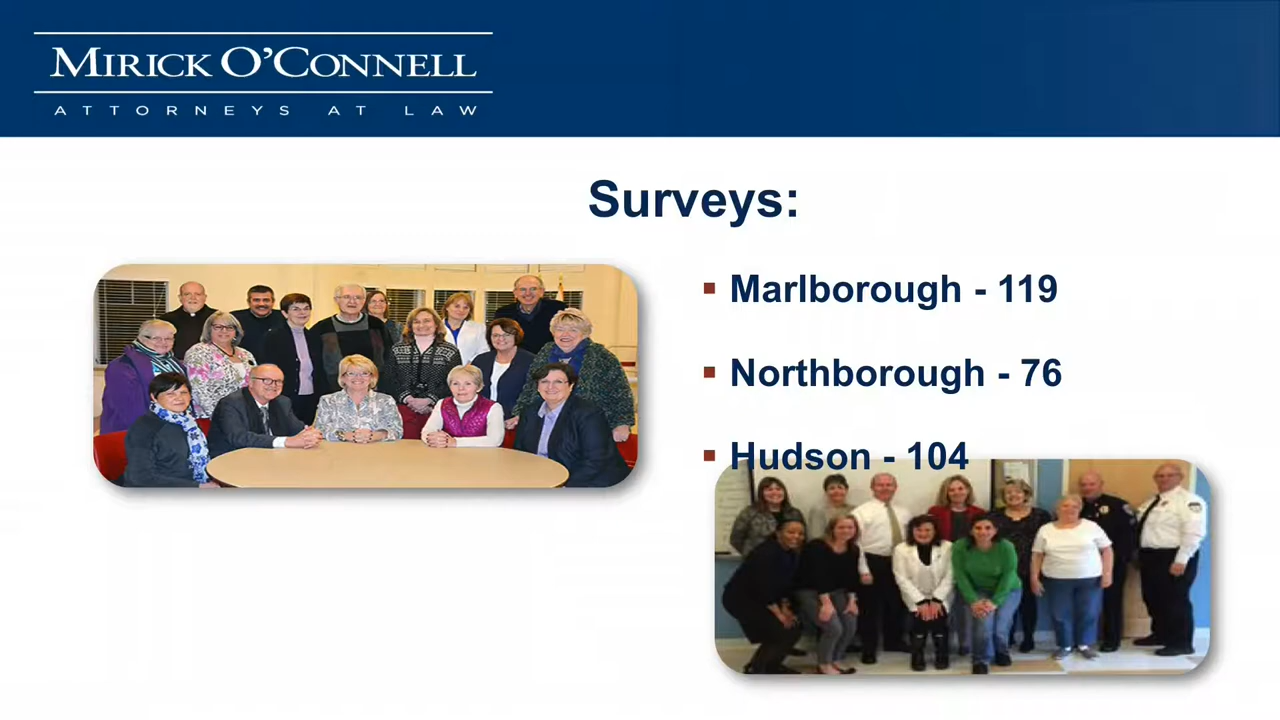 MIRICK O'CONNELL
ATTORNEYS AT LAW
Surveys:
▪ Marlborough - 119
▪ Northborough - 76
▪ Hudson - 104